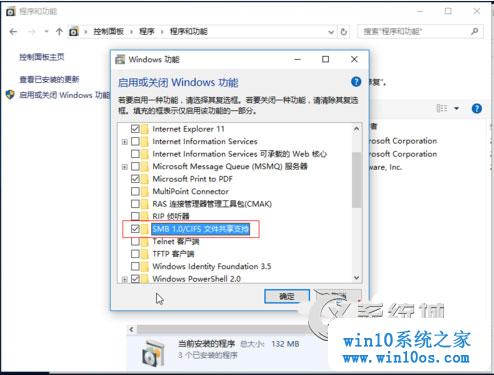 程序和功能
控制面板 程序 程序和功能
搜索"程序和功能"
控制面板主页
查看已安装的更新
启用或关闭 Windows 功能
Windows 功能
启用或关闭 Windows 功能
若要启用一种功能，请选择其复选框。若要关闭一种功能，请清除其复选框。填充的框表示仅启用该功能的一部分。
修复"。
Internet Explorer 11
Internet Information Services
Internet Information Services 可承载的 Web 核心
Microsoft Message Queue (MSMQ) 服务器
Microsoft Print to PDF
MultiPoint Connector
RAS 连接管理器管理工具包(CMAK)
RIP 侦听器
SMB 1.0/CIFS 文件共享支持
Telnet 客户端
TFTP 客户端
Windows Identity Foundation 3.5
Windows PowerShell 2.0
者
icrosoft Corporation
icrosoft Corporation
ware, Inc.
确定
当前安装的程序 总大小: 132 MB
3 个已安装的程序
win10系统之家
www.win10os.com